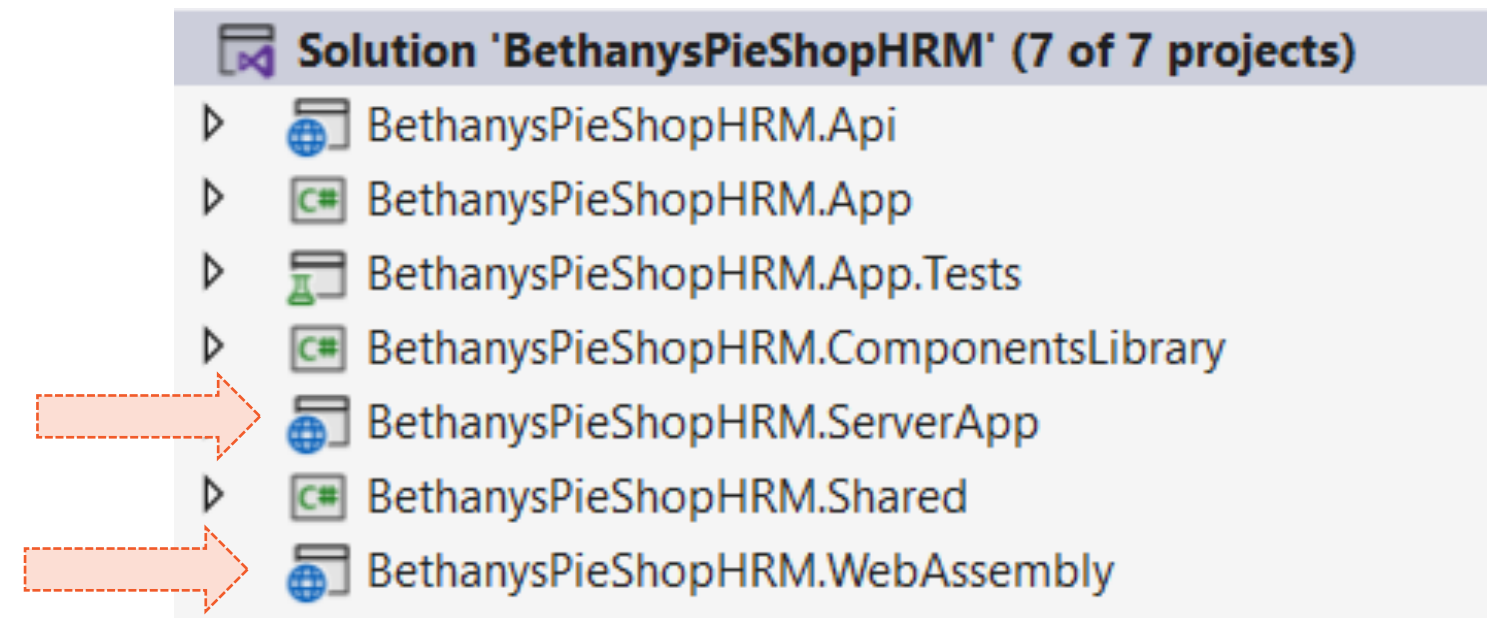 Solution 'BethanysPieShopHRM' (7 of 7 projects)
BethanysPieShopHRM.Api
C# BethanysPieShopHRM.App
BethanysPieShopHRM.App.Tests
C# BethanysPieShopHRM.ComponentsLibrary
BethanysPieShopHRM.ServerApp
C# BethanysPieShopHRM.Shared
BethanysPieShopHRM.WebAssembly